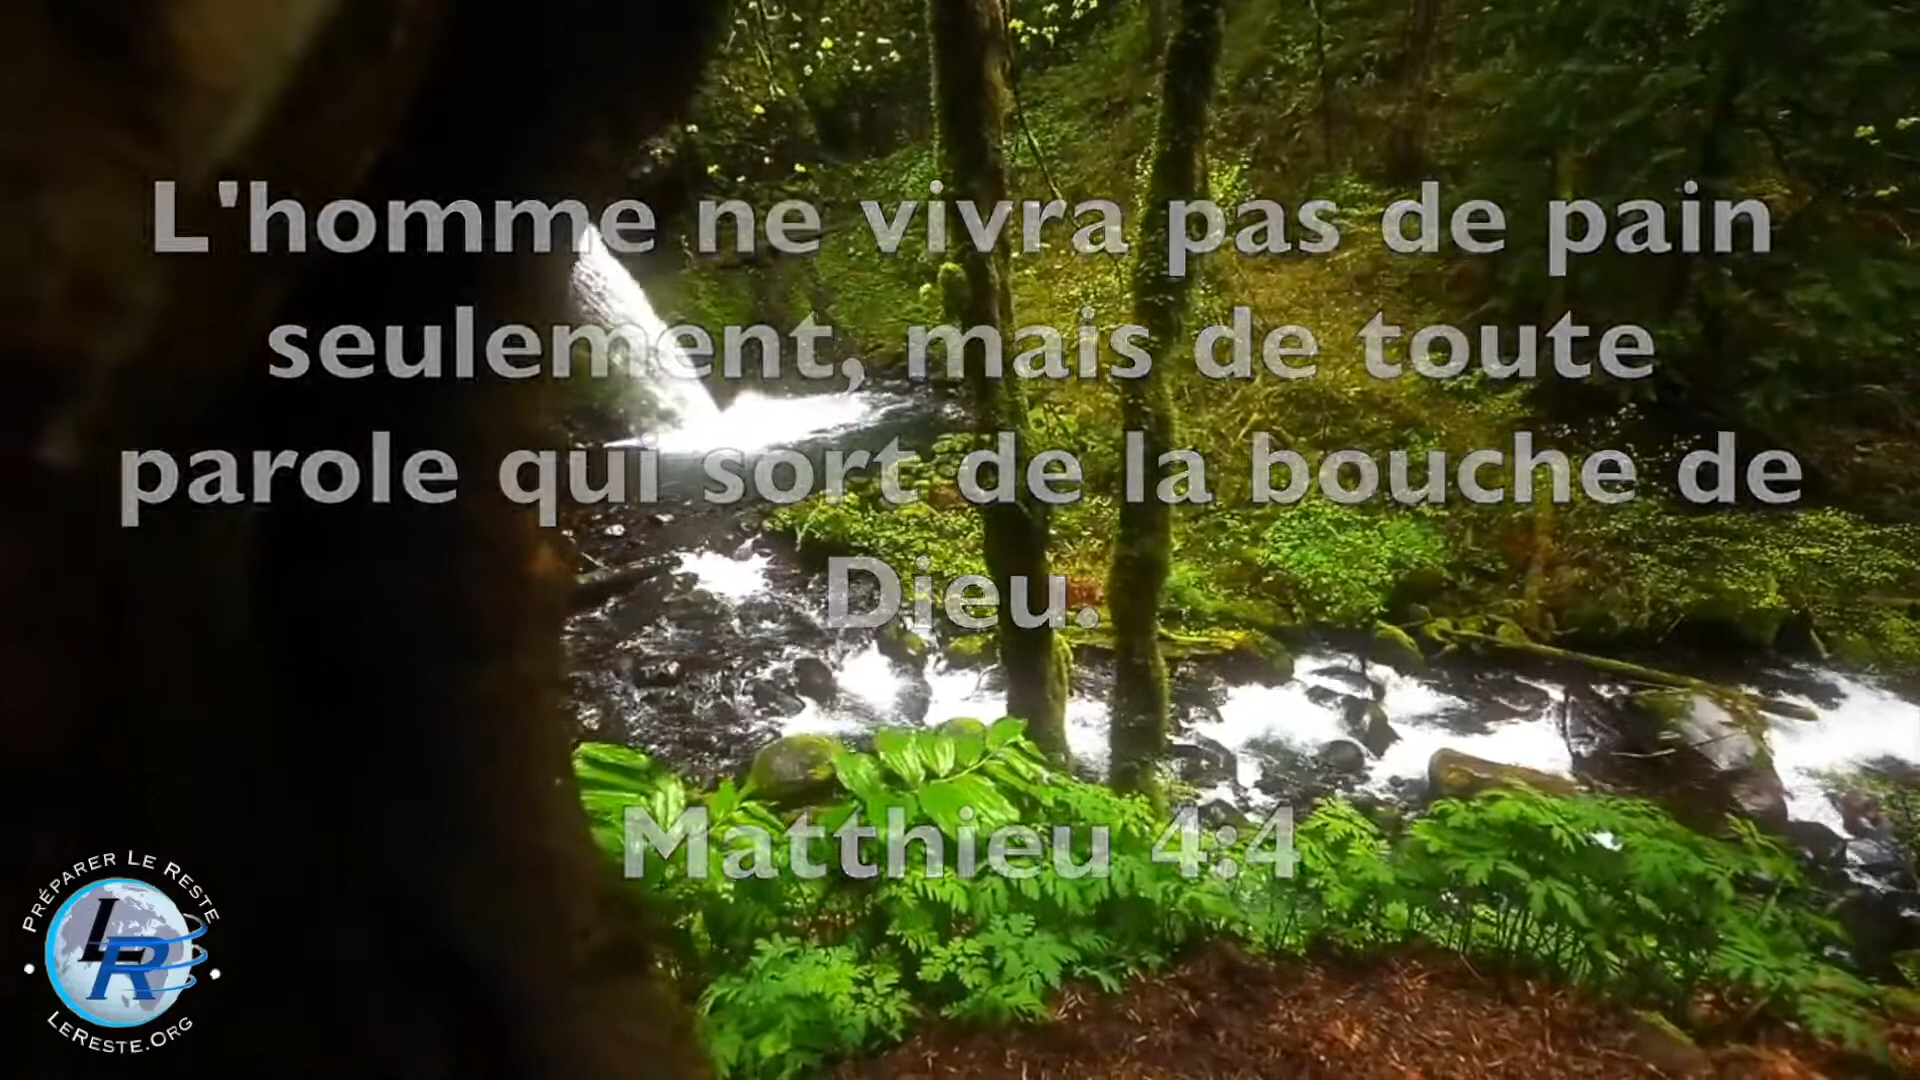 L'homme ne vivra pas de pain
seulement, mais de toute
parole qui sort de la bouche de
Dieu.
Matthieu 4:4
PRÉPARER LE RESTE
LR
LERESTE.ORG